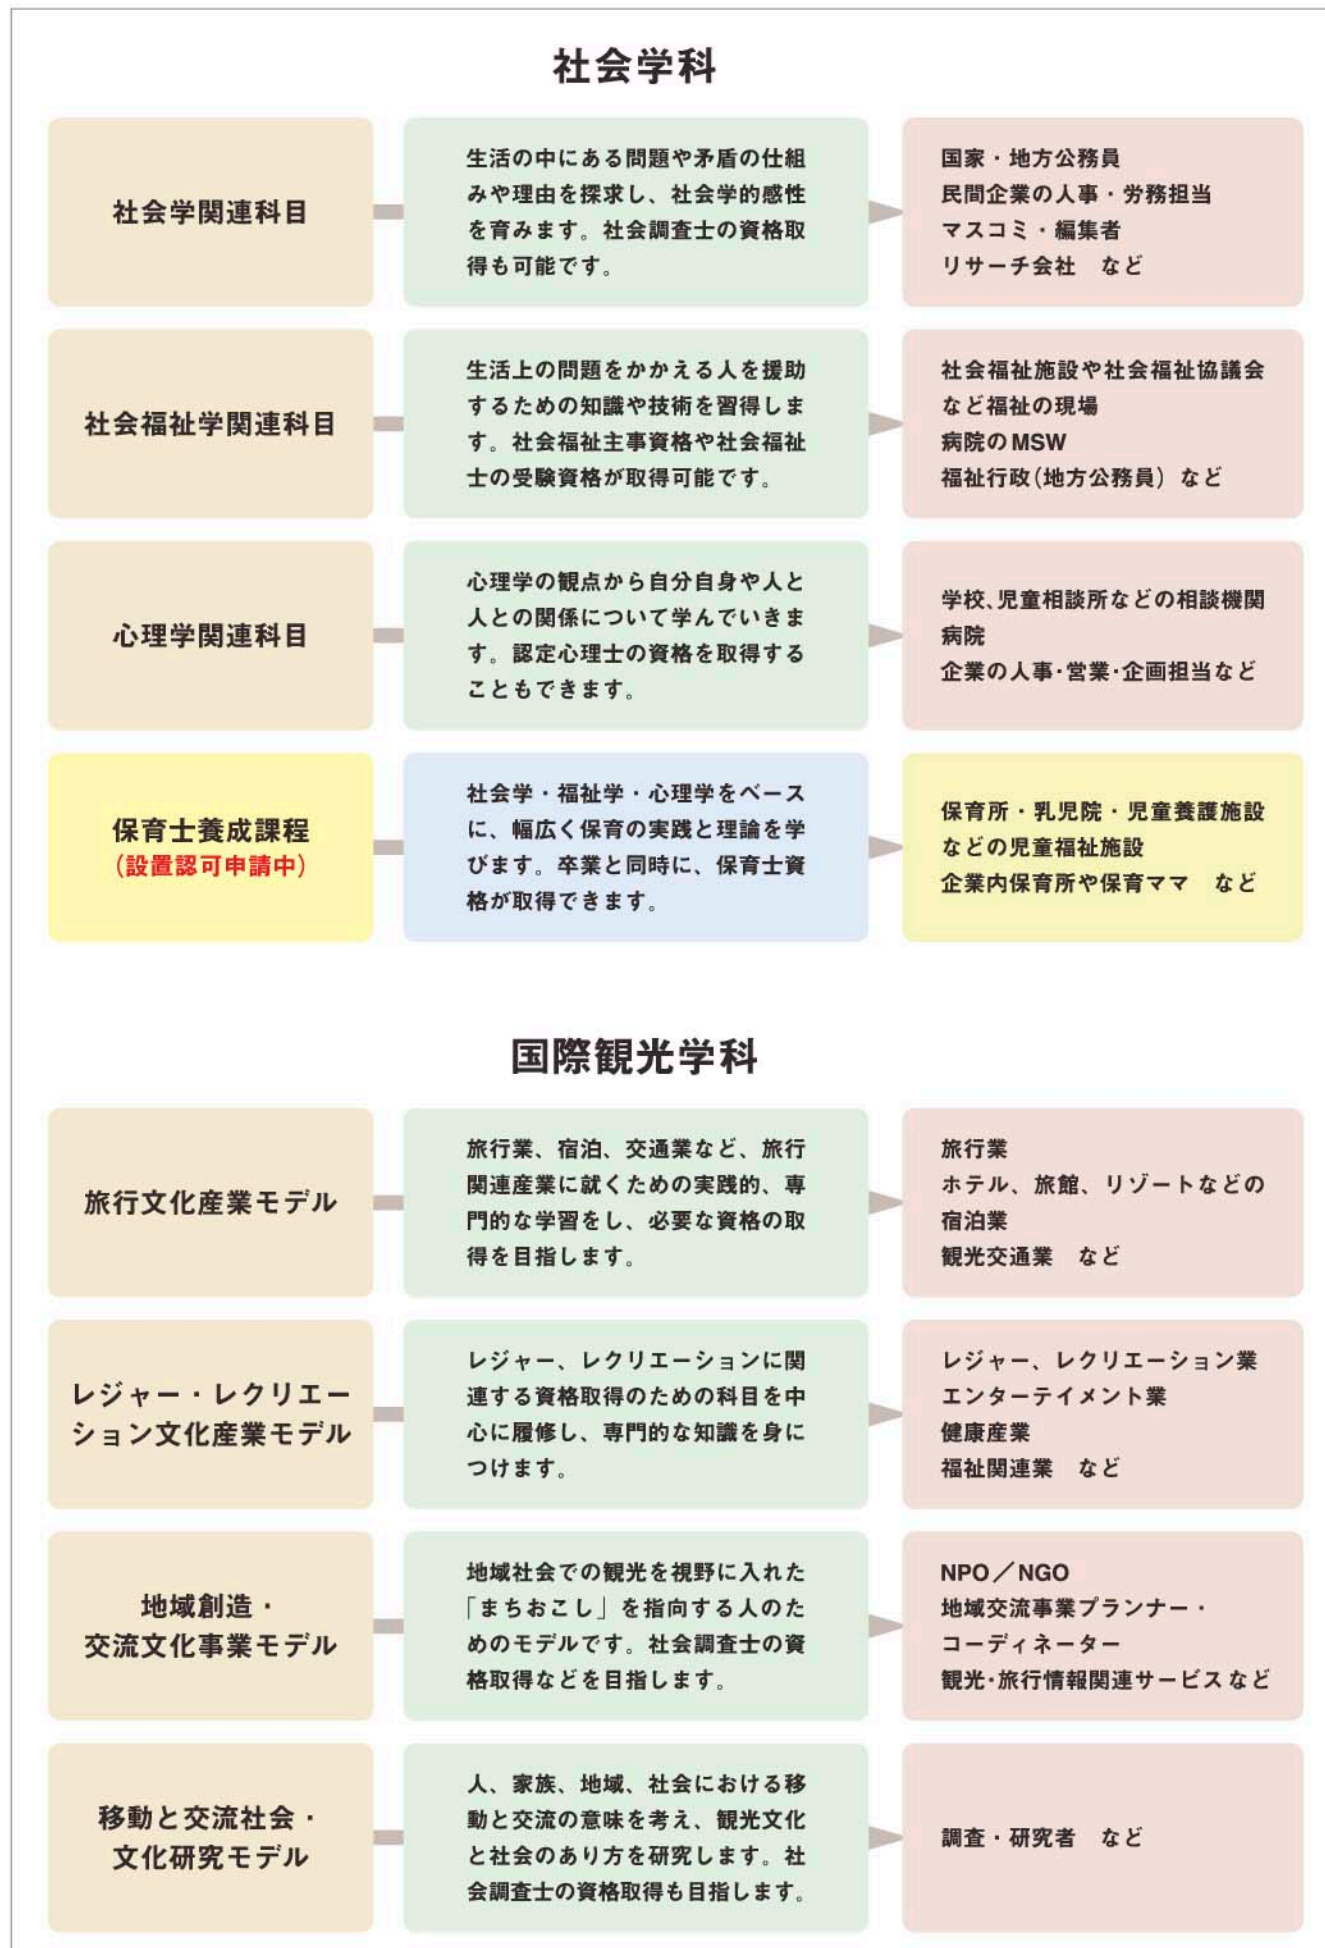 社会学科
社会学関連科目
生活の中にある問題や矛盾の仕組
みや理由を探求し、社会学的感性
を育みます。社会調査士の資格取
得も可能です。
国家・地方公務員
民間企業の人事・労務担当
マスコミ・編集者
リサーチ会社　など
社会福祉学関連科目
生活上の問題をかかえる人を援助
するための知識や技術を習得しま
す。社会福祉主事資格や社会福祉
士の受験資格が取得可能です。
社会福祉施設や社会福祉協議会
など福祉の現場
病院のMSW
福祉行政(地方公務員) など
心理学関連科目
心理学の観点から自分自身や人と
人との関係について学んでいきま
す。認定心理士の資格を取得する
こともできます。
学校、児童相談所などの相談機関
病院
企業の人事・営業・企画担当など
保育士養成課程
(設置認可申請中)
社会学・福祉学・心理学をベース
に、幅広く保育の実践と理論を学
びます。卒業と同時に、保育士資
格が取得できます。
保育所・乳児院・児童養護施設
などの児童福祉施設
企業内保育所や保育ママ　など
国際観光学科
旅行文化産業モデル
旅行業、宿泊、交通業など、旅行
関連産業に就くための実践的、専
門的な学習をし、必要な資格の取
得を目指します。
旅行業
ホテル、旅館、リゾートなどの
宿泊業
観光交通業　など
レジャー・レクリエー
ション文化産業モデル
レジャー、レクリエーションに関
連する資格取得のための科目を中
心に履修し、専門的な知識を身に
つけます。
レジャー、レクリエーション業
エンターテイメント業
健康産業
福祉関連業　など
地域創造・
交流文化事業モデル
地域社会での観光を視野に入れた
「まちおこし」を指向する人のた
めのモデルです。社会調査士の資
格取得などを目指します。
NPO／NGO
地域交流事業プランナー・
コーディネーター
観光・旅行情報関連サービスなど
移動と交流社会・
文化研究モデル
人、家族、地域、社会における移
動と交流の意味を考え、観光文化
と社会のあり方を研究します。社
会調査士の資格取得も目指します。
調査・研究者　など